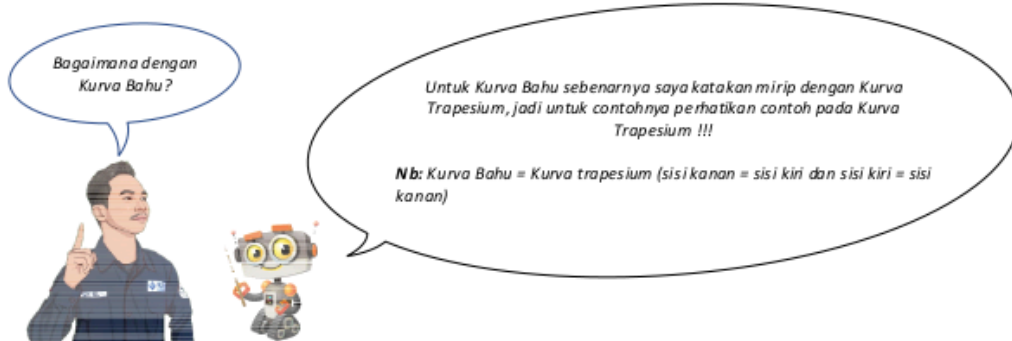 Bagaimana dengan
Kurva Bahu?
Untuk Kurva Bahu sebenarnya saya katakan mirip dengan Kurva
Trapesium, jadi untuk contohnya perhatikan contoh pada Kurva
Trapesium !!!
Nb: Kurva Bahu = Kurva trapesium (sisi kanan = sisi kiri dan sisi kiri = sisi
kanan)